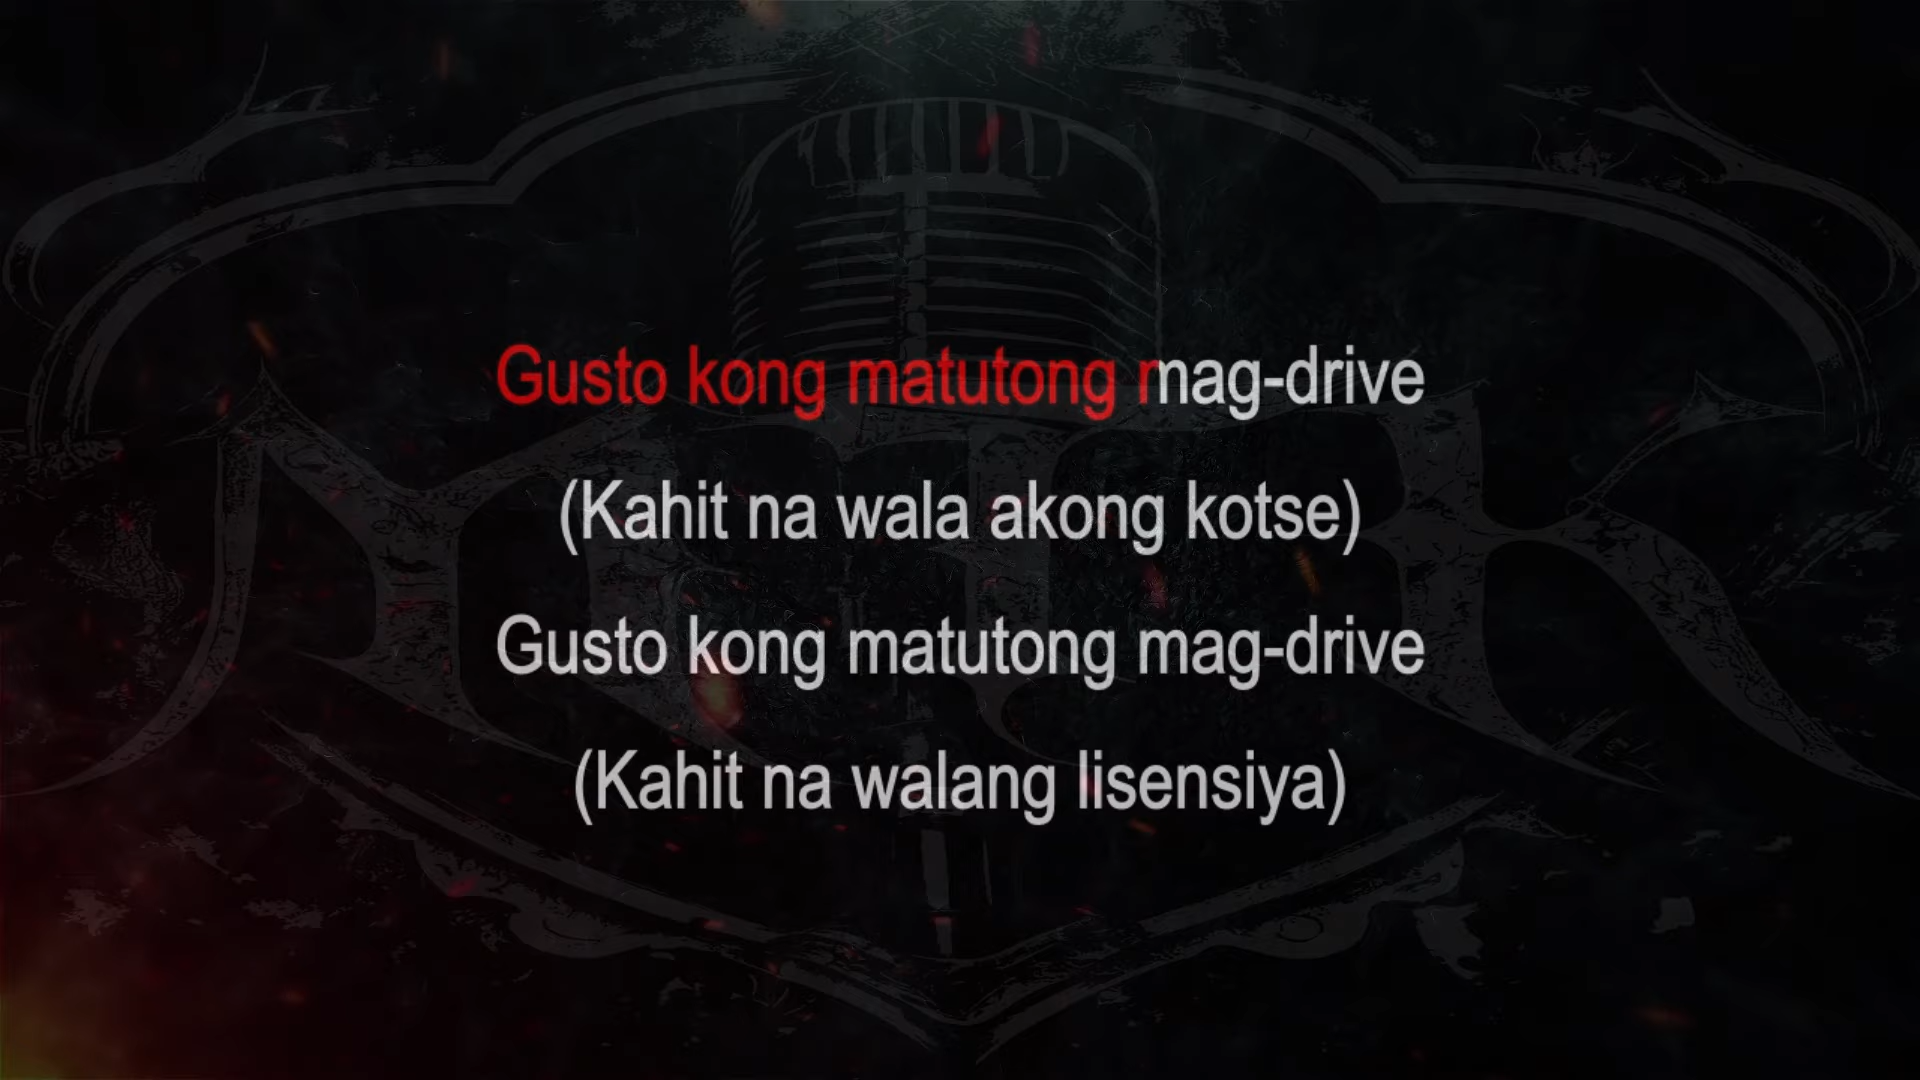 Gusto kong matutong mag-drive
(Kahit na wala akong kotse)
Gusto kong matutong mag-drive
(Kahit na walang lisensiya)